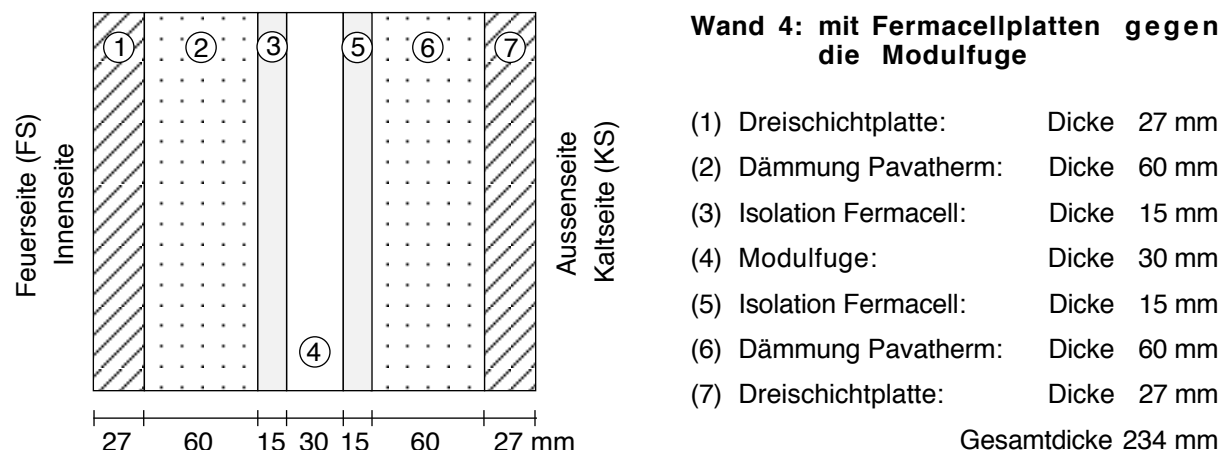 1 2 3 5 6 7
4
Feuerseite (FS)
Innenseite
Aussenseite
Kaltseite (KS)
27 60 15 30 15 60 27 mm
Wand 4: mit Fermacellplatten gegen
die Modulfuge
(1) Dreischichtplatte: Dicke 27 mm
(2) Dämmung Pavatherm: Dicke 60 mm
(3) Isolation Fermacell: Dicke 15 mm
(4) Modulfuge: Dicke 30 mm
(5) Isolation Fermacell: Dicke 15 mm
(6) Dämmung Pavatherm: Dicke 60 mm
(7) Dreischichtplatte: Dicke 27 mm
Gesamtdicke 234 mm